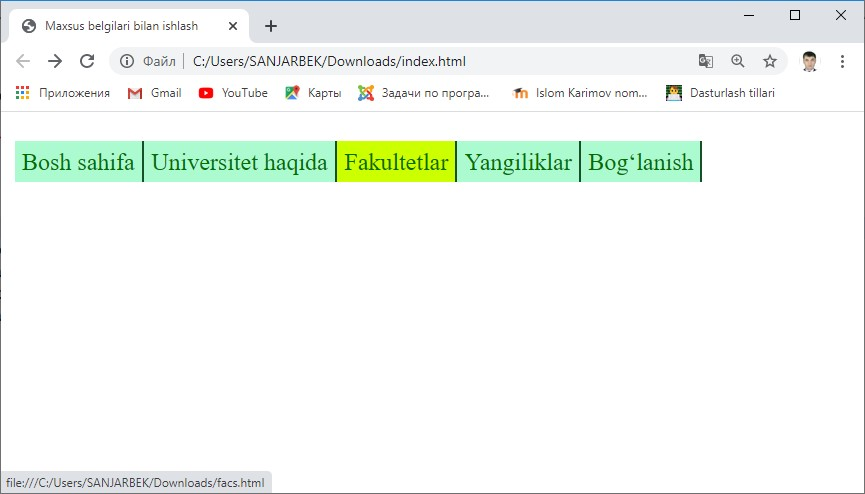 Maxsus belgilari bilan ishlash
Файл C:/Users/SANJARBEK/Downloads/index.html
Приложения Gmail YouTube Карты Задачи по програ... Islom Karimov nom... Dasturlash tillari
Bosh sahifa Universitet haqida Fakultetlar Yangiliklar Bog‘lanish
file:///C:/Users/SANJARBEK/Downloads/facs.html